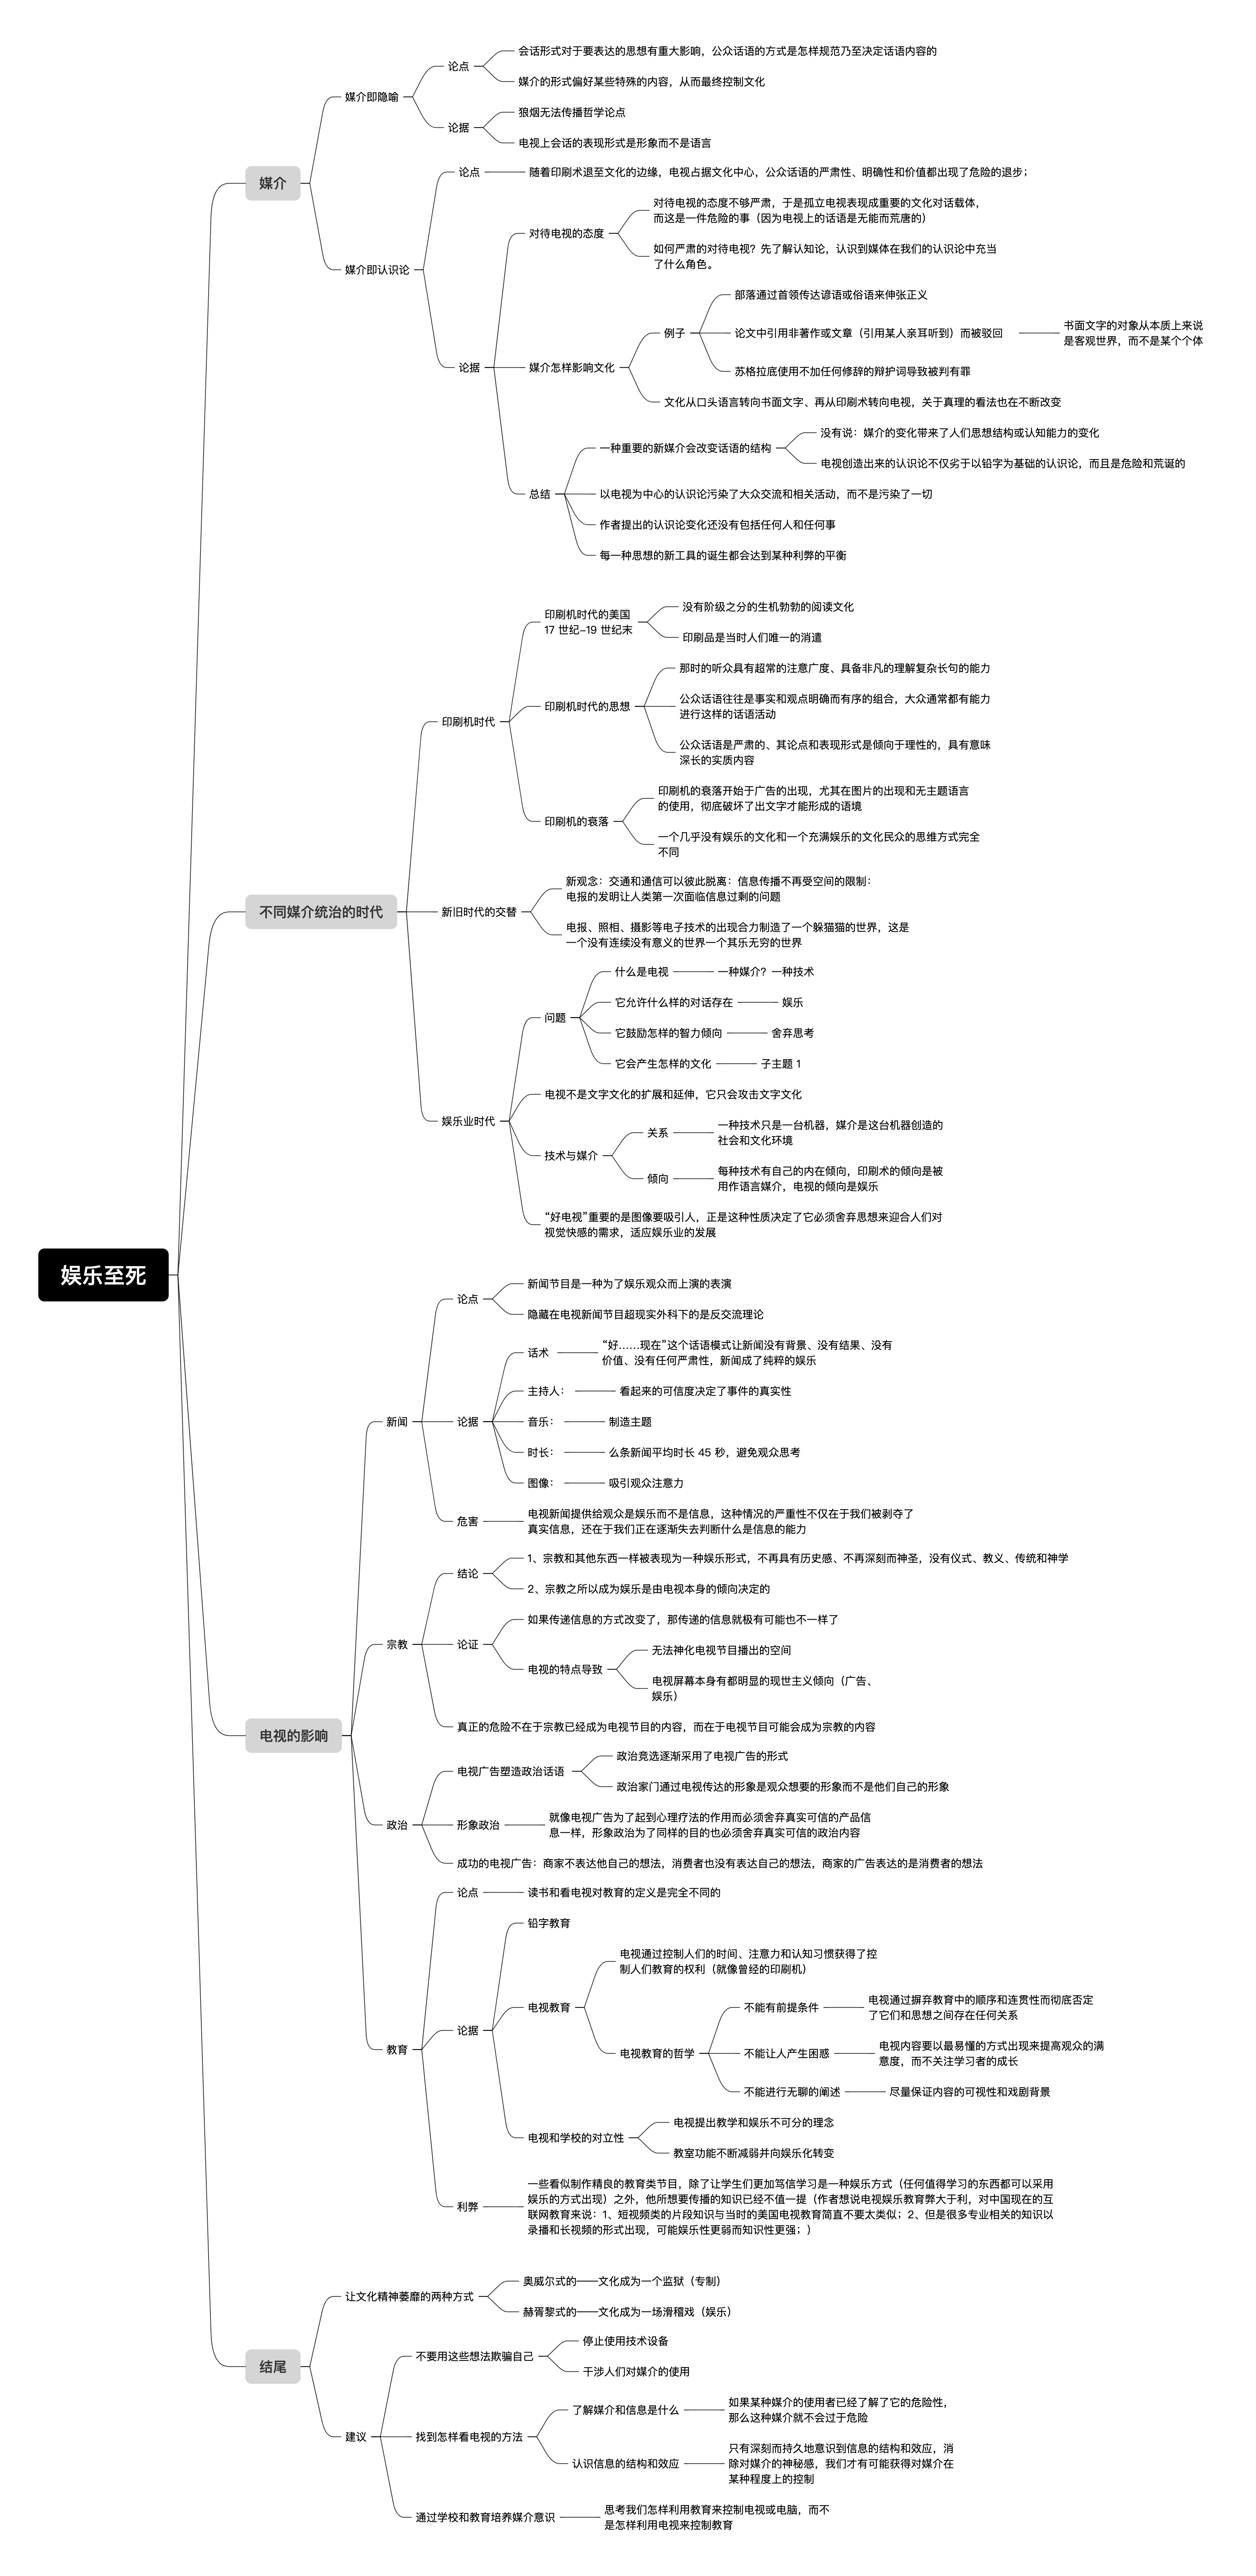 娱乐至死
媒介
媒介即隐喻
论点
会话形式对于要表达的思想有重大影响，公众话语的方式是怎样规范乃至决定话语内容的
媒介的形式偏好某些特殊的内容，从而最终控制文化
论据
狼烟无法传播哲学论点
电视上会话的表现形式是形象而不是语言
媒介即认识论
论点
随着印刷术退至文化的边缘，电视占据文化中心，公众话语的严肃性、明确性和价值都出现了危险的退步；
论据
对待电视的态度
对待电视的态度不够严肃，于是孤立电视表现成重要的文化对话载体，
而这是一件危险的事（因为电视上的话语是无能而荒唐的）
如何严肃的对待电视？先了解认知论，认识到媒体在我们的认识论中充当
了什么角色。
媒介怎样影响文化
例子
部落通过首领传达谚语或俗语来伸张正义
论文中引用非著作或文章（引用某人亲耳听到）而被驳回
书面文字的对象从本质上来说
是客观世界，而不是某个个体
苏格拉底使用不加任何修辞的辩护词导致被判有罪
文化从口头语言转向书面文字、再从印刷术转向电视，关于真理的看法也在不断改变
总结
一种重要的新媒介会改变话语的结构
没有说：媒介的变化带来了人们思想结构或认知能力的变化
电视创造出来的认识论不仅劣于以铅字为基础的认识论，而且是危险和荒诞的
以电视为中心的认识论污染了大众交流和相关活动，而不是污染了一切
作者提出的认识论变化还没有包括任何人和任何事
每一种思想的新工具的诞生都会达到某种利弊的平衡
不同媒介统治的时代
印刷机时代
印刷机时代的美国
17 世纪-19 世纪末
没有阶级之分的生机勃勃的阅读文化
印刷品是当时人们唯一的消遣
印刷机时代的思想
那时的听众具有超常的注意广度、具备非凡的理解复杂长句的能力
公众话语往往是事实和观点明确而有序的组合，大众通常都有能力
进行这样的话语活动
公众话语是严肃的、其论点和表现形式是倾向于理性的，具有意味
深长的实质内容
印刷机的衰落
印刷机的衰落开始于广告的出现，尤其在图片的出现和无主题语言
的使用，彻底破坏了出文字才能形成的语境
一个几乎没有娱乐的文化和一个充满娱乐的文化民众的思维方式完全
不同
新旧时代的交替
新观念：交通和通信可以彼此脱离：信息传播不再受空间的限制：
电报的发明让人类第一次面临信息过剩的问题
电报、照相、摄影等电子技术的出现合力制造了一个躲猫猫的世界，这是
一个没有连续没有意义的世界一个其乐无穷的世界
娱乐业时代
问题
什么是电视
一种媒介？一种技术
它允许什么样的对话存在
娱乐
它鼓励怎样的智力倾向
舍弃思考
它会产生怎样的文化
子主题 1
电视不是文字文化的扩展和延伸，它只会攻击文字文化
技术与媒介
关系
一种技术只是一台机器，媒介是这台机器创造的
社会和文化环境
倾向
每种技术有自己的内在倾向，印刷术的倾向是被
用作语言媒介，电视的倾向是娱乐
“好电视”重要的是图像要吸引人，正是这种性质决定了它必须舍弃思想来迎合人们对
视觉快感的需求，适应娱乐业的发展
电视的影响
新闻
论点
新闻节目是一种为了娱乐观众而上演的表演
隐藏在电视新闻节目超现实外科下的是反交流理论
论据
话术
“好……现在”这个话语模式让新闻没有背景、没有结果、没有
价值、没有任何严肃性，新闻成了纯粹的娱乐
主持人：
看起来的可信度决定了事件的真实性
音乐：
制造主题
时长：
么条新闻平均时长 45 秒，避免观众思考
图像：
吸引观众注意力
危害
电视新闻提供给观众是娱乐而不是信息，这种情况的严重性不仅在于我们被剥夺了
真实信息，还在于我们正在逐渐失去判断什么是信息的能力
宗教
结论
1、宗教和其他东西一样被表现为一种娱乐形式，不再具有历史感、不再深刻而神圣，没有仪式、教义、传统和神学
2、宗教之所以成为娱乐是由电视本身的倾向决定的
论证
如果传递信息的方式改变了，那传递的信息就极有可能也不一样了
电视的特点导致
无法神化电视节目播出的空间
电视屏幕本身有都明显的现世主义倾向（广告、
娱乐）
真正的危险不在于宗教已经成为电视节目的内容，而在于电视节目可能会成为宗教的内容
政治
电视广告塑造政治话语
政治竞选逐渐采用了电视广告的形式
政治家门通过电视传达的形象是观众想要的形象而不是他们自己的形象
形象政治
就像电视广告为了起到心理疗法的作用而必须舍弃真实可信的产品信
息一样，形象政治为了同样的目的也必须舍弃真实可信的政治内容
成功的电视广告：商家不表达他自己的想法，消费者也没有表达自己的想法，商家的广告表达的是消费者的想法
教育
论点
读书和看电视对教育的定义是完全不同的
论据
铅字教育
电视教育
电视通过控制人们的时间、注意力和认知习惯获得了控
制人们教育的权利（就像曾经的印刷机）
电视教育的哲学
不能有前提条件
电视通过摒弃教育中的顺序和连贯性而彻底否定
了它们和思想之间存在任何关系
不能让人产生困惑
电视内容要以最易懂的方式出现来提高观众的满
意度，而不关注学习者的成长
不能进行无聊的阐述
尽量保证内容的可视性和戏剧背景
电视和学校的对立性
电视提出教学和娱乐不可分的理念
教室功能不断减弱并向娱乐化转变
利弊
一些看似制作精良的教育类节目，除了让学生们更加笃信学习是一种娱乐方式（任何值得学习的东西都可以采用
娱乐的方式出现）之外，他所想要传播的知识已经不值一提（作者想说电视娱乐教育弊大于利，对中国现在的互
联网教育来说：1、短视频类的片段知识与当时的美国电视教育简直不要太类似；2、但是很多专业相关的知识以
录播和长视频的形式出现，可能娱乐性更弱而知识性更强；）
结尾
让文化精神萎靡的两种方式
奥威尔式的——文化成为一个监狱（专制）
赫胥黎式的——文化成为一场滑稽戏（娱乐）
建议
不要用这些想法欺骗自己
停止使用技术设备
干涉人们对媒介的使用
找到怎样看电视的方法
了解媒介和信息是什么
如果某种媒介的使用者已经了解了它的危险性，
那么这种媒介就不会过于危险
认识信息的结构和效应
只有深刻而持久地意识到信息的结构和效应，消
除对媒介的神秘感，我们才有可能获得对媒介在
某种程度上的控制
通过学校和教育培养媒介意识
思考我们怎样利用教育来控制电视或电脑，而不
是怎样利用电视来控制教育